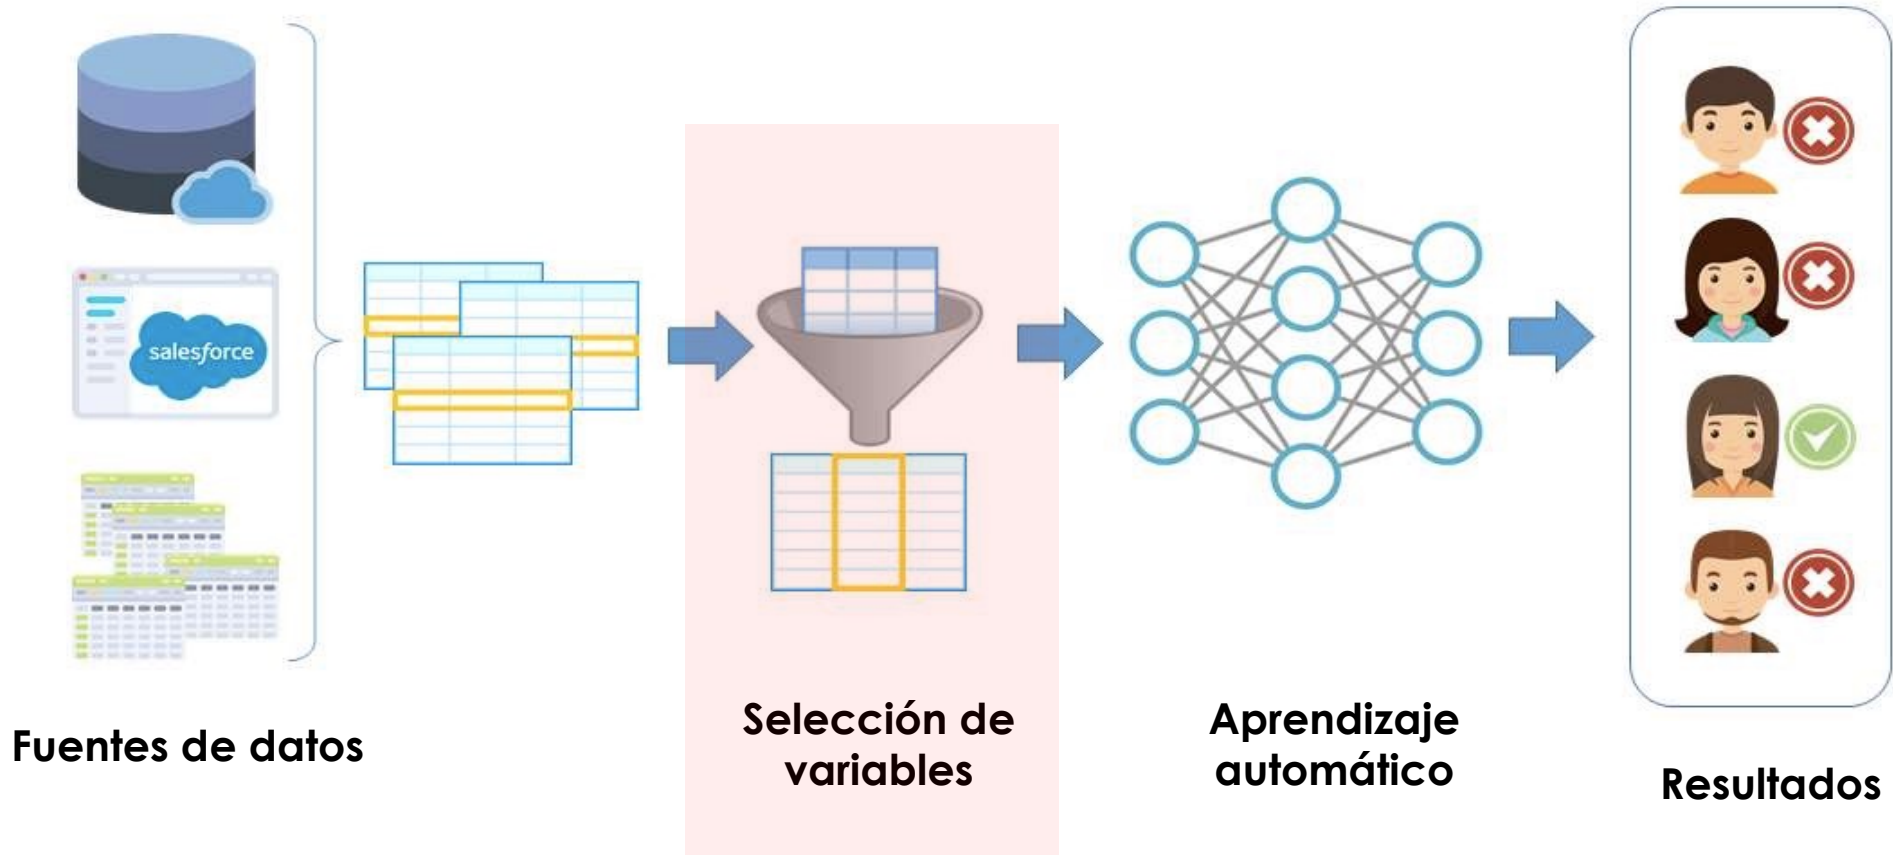 salesforce
Fuentes de datos
Selección de
variables
Aprendizaje
automático
Resultados